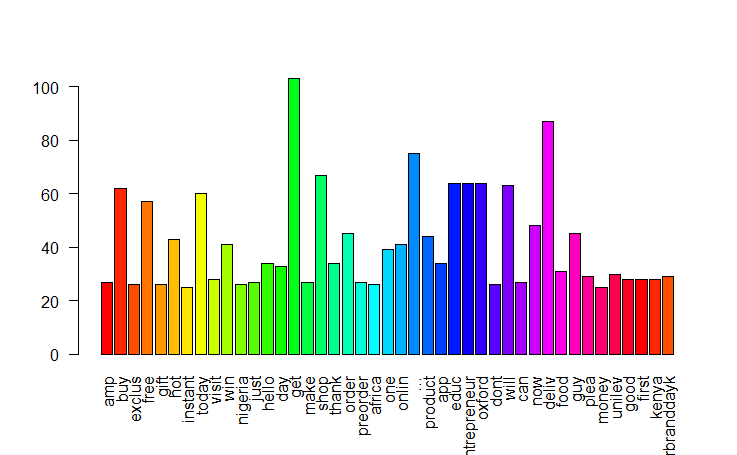 100
80
60
40
20
0
amp
buy
exclus
free
gift
hot
instant
today
visit
win
nigeria
just
hello
day
get
make
shop
thank
order
preorder
africa
one
onlin
...
product
app
educ
ntrepreneur
oxford
dont
will
can
now
deliv
food
guy
plea
money
unilev
good
first
kenya
rbranddayk